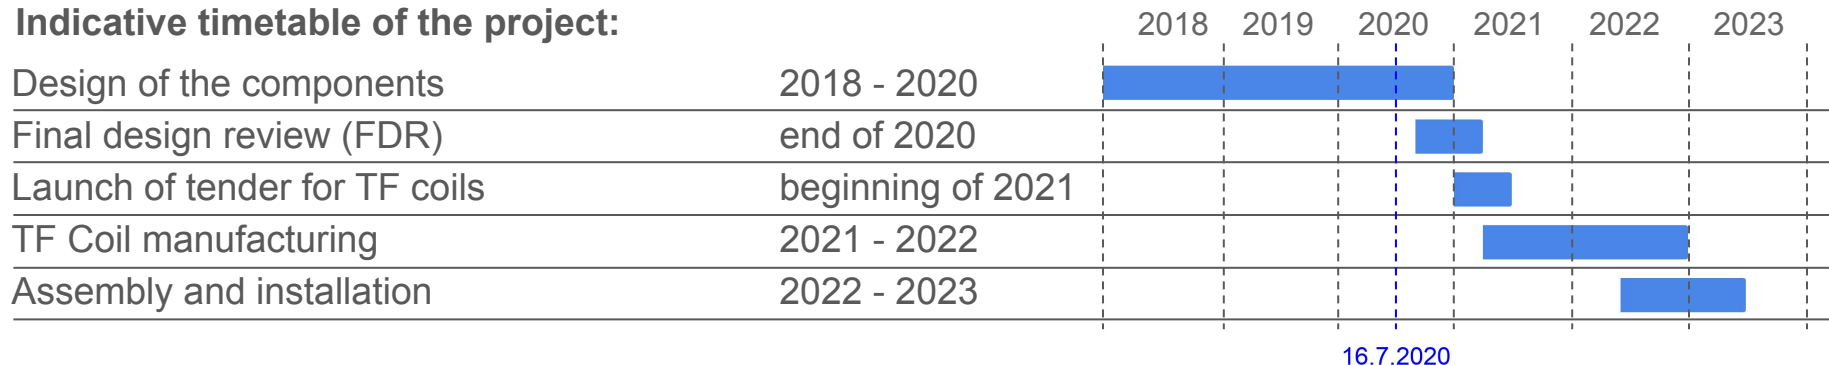 Indicative timetable of the project: 2018 2019 2020 2021 2022 2023
Design of the components 2018 - 2020
Final design review (FDR) end of 2020
Launch of tender for TF coils beginning of 2021
TF Coil manufacturing 2021 - 2022
Assembly and installation 2022 - 2023
16.7.2020